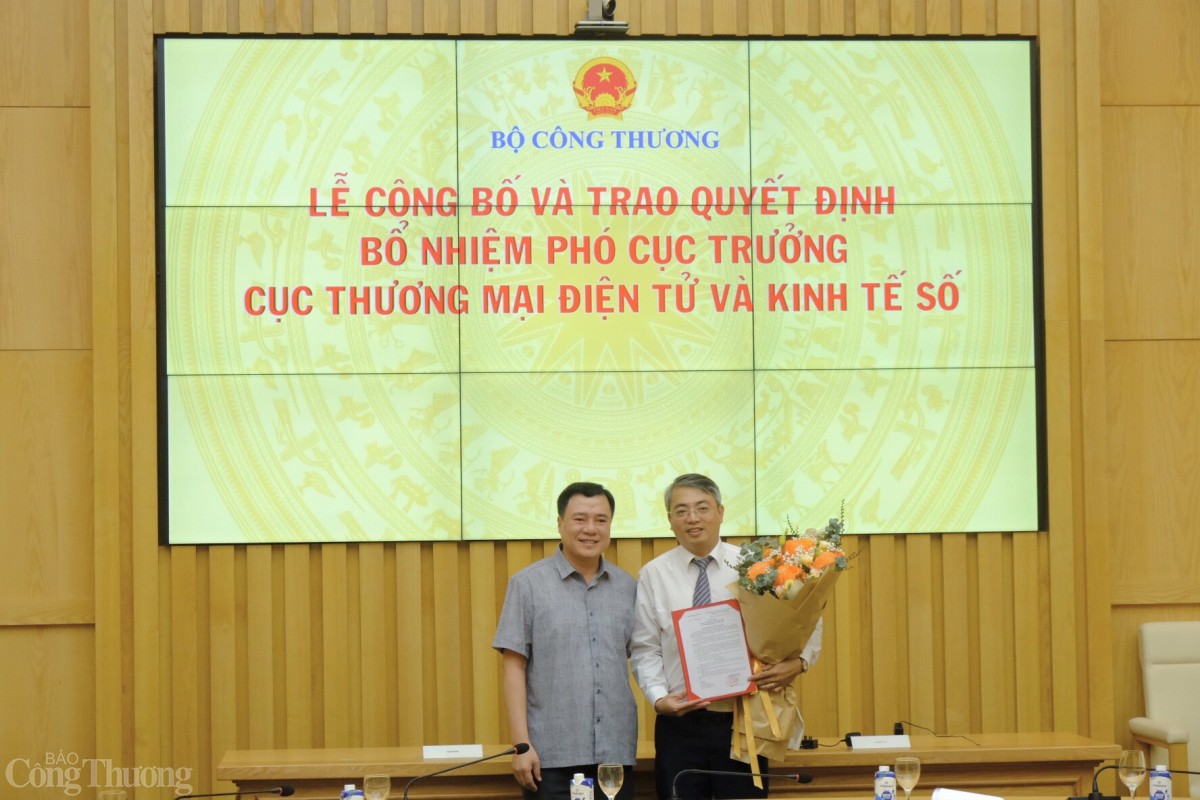 BỘ CÔNG THƯƠNG
LỄ CÔNG BỐ VÀ TRAO QUYẾT ĐỊNH
BỔ NHIỆM PHÓ CỤC TRƯỞNG
CỤC THƯƠNG MẠI ĐIỆN TỬ VÀ KINH TẾ SỐ
BÁO
Công Thương